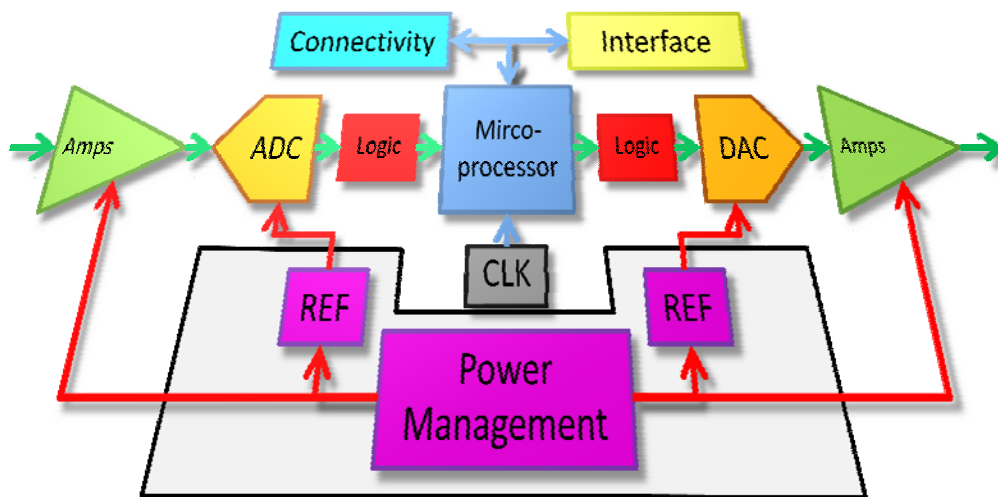 Connectivity
Interface
Amps
ADC
Logic
Mirco-
processor
Logic
DAC
Amps
CLK
REF
REF
Power
Management